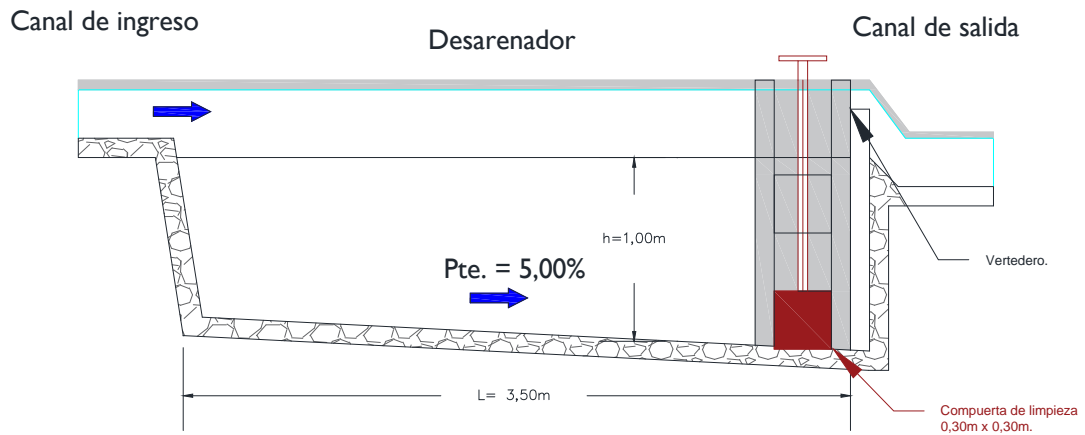 Canal de ingreso
Desarenador
Canal de salida
h=1,00m
Pte. = 5,00%
Vertedero.
L= 3,50m
Compuerta de limpieza
0,30m x 0,30m.